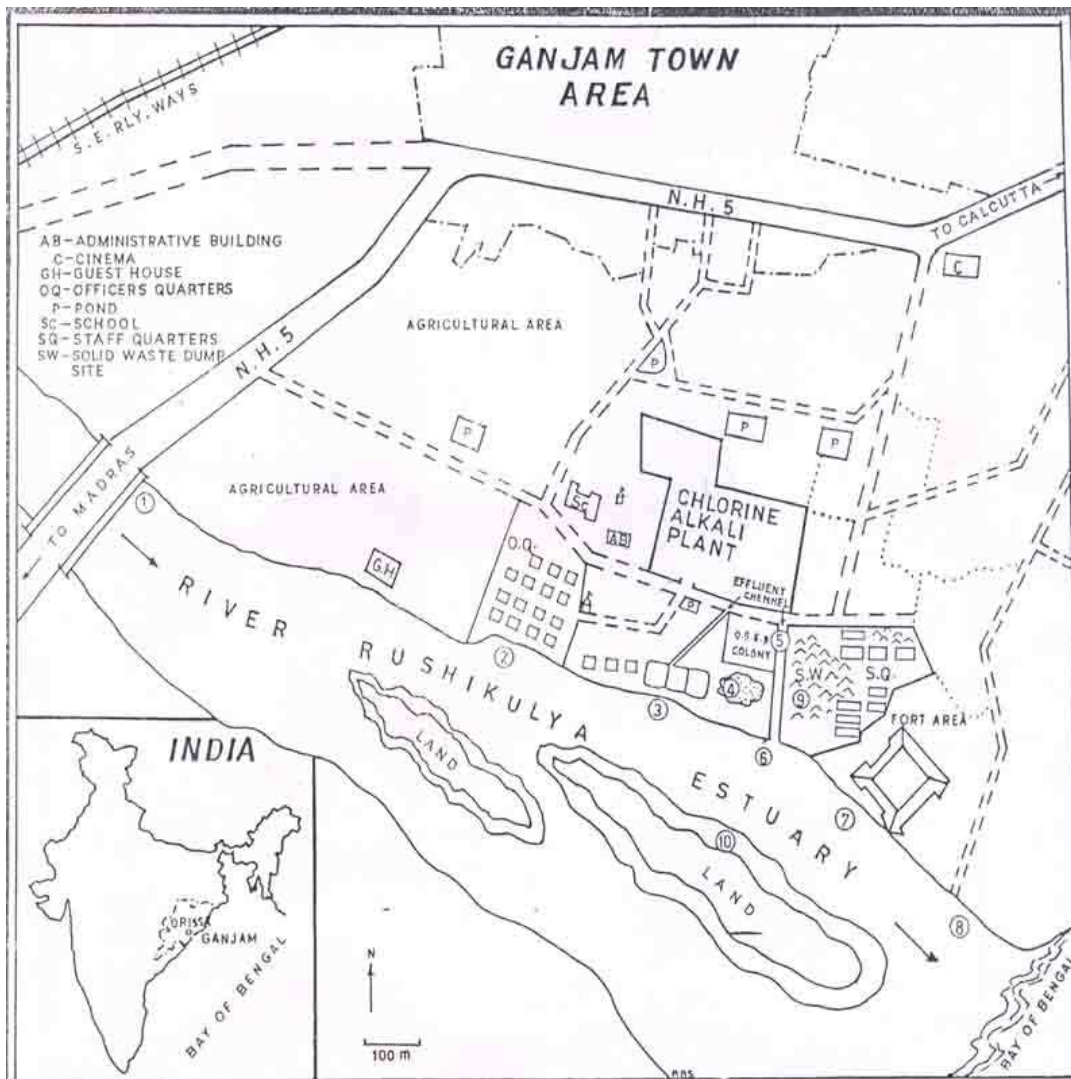 GANJAM TOWN
AREA
S.E.RLY.WAYS
N.H.5
TO CALCUTTA
AB-ADMINISTRATIVE BUILDING
C-CINEMA
GH-GUEST HOUSE
OQ-OFFICERS QUARTERS
P-POND
SC-SCHOOL
SQ-STAFF QUARTERS
SW-SOLID WASTE DUMP
SITE
C
AGRICULTURAL AREA
N.H.5
P
P
P
P
TO MADRAS
AGRICULTURAL AREA
SC
AB
CHLORINE
ALKALI
PLANT
1
G.H
O.Q.
EFFLUENT
CHENNEL
P
O.S.E.B
COLONY
5
RIVER RUSHIKULYA ESTUARY
2
3
4
S.W
S.Q.
9
FORT AREA
6
7
LAND
10
LAND
8
INDIA
ORISSA
GANJAM
BAY OF BENGAL
N
100 m
BAY OF BENGAL